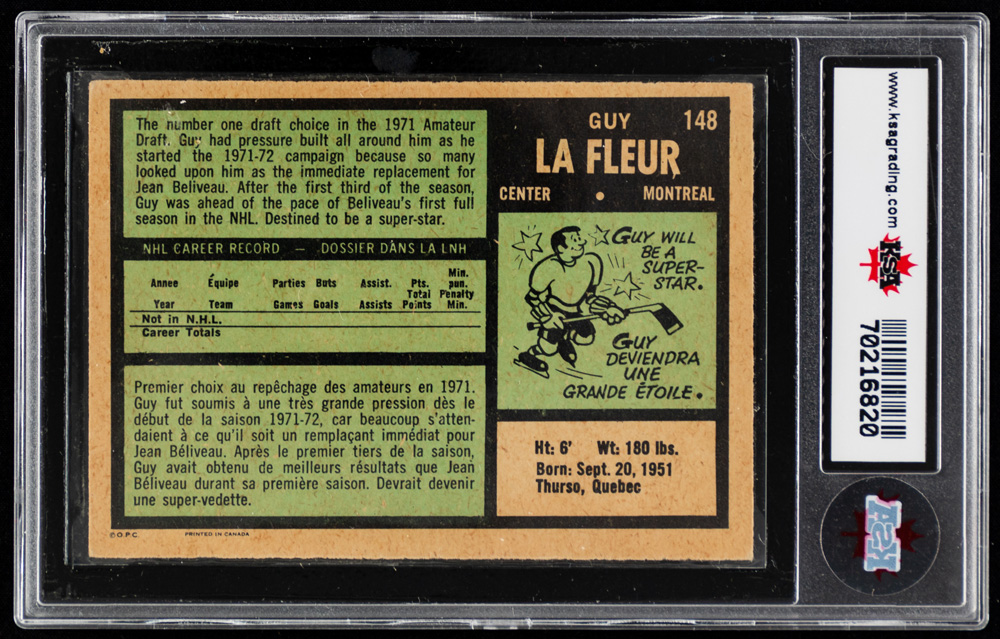 The number one draft choice in the 1971 Amateur
Draft. Guy had pressure built all around him as he
started the 1971-72 campaign because so many
looked upon him as the immediate replacement for
Jean Beliveau. After the first third of the season,
Guy was ahead of the pace of Beliveau's first full
season in the NHL. Destined to be a super-star.
NHL CAREER RECORD — DOSSIER DÀNS LA LNH
Annee Équipe Parties Buts Assist. Pts. Min. pun.
Year Team Games Goals Assists Total Points Penalty Min.
Not in N.H.L.
Career Totals
Premier choix au repêchage des amateurs en 1971.
Guy fut soumis à une très grande pression dès le
début de la saison 1971-72, car beaucoup s'atten-
daient à ce qu'il soit un remplaçant immédiat pour
Jean Béliveau. Après le premier tiers de la saison,
Guy avait obtenu de meilleurs résultats que Jean
Béliveau durant sa première saison. Devrait devenir
une super-vedette.
©O.P.C. PRINTED IN CANADA
GUY 148
LA FLEUR
CENTER • MONTREAL
GUY WILL
BE A
SUPER-
STAR.
GUY
DEVIENDRA
UNE
GRANDE ÉTOILE.
Ht: 6' Wt: 180 lbs.
Born: Sept. 20, 1951
Thurso, Quebec
www.ksagrading.com
KSA
70216820
KSA